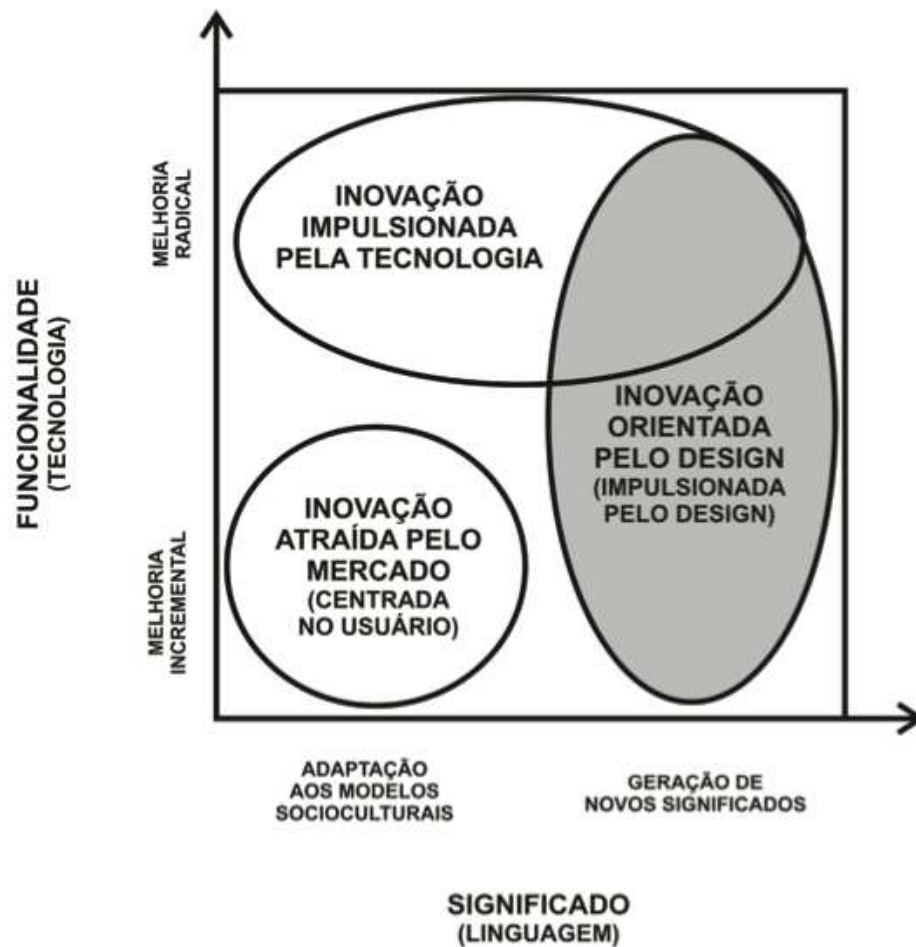 MELHORIA
RADICAL
FUNCIONALIDADE
(TECNOLOGIA)
MELHORIA
INCREMENTAL
INOVAÇÃO
IMPULSIONADA
PELA TECNOLOGIA
INOVAÇÃO
ORIENTADA
PELO DESIGN
(IMPULSIONADA
PELO DESIGN)
INOVAÇÃO
ATRAÍDA PELO
MERCADO
(CENTRADA
NO USUÁRIO)
ADAPTAÇÃO
AOS MODELOS
SOCIOCULTURAIS
GERAÇÃO DE
NOVOS SIGNIFICADOS
SIGNIFICADO
(LINGUAGEM)